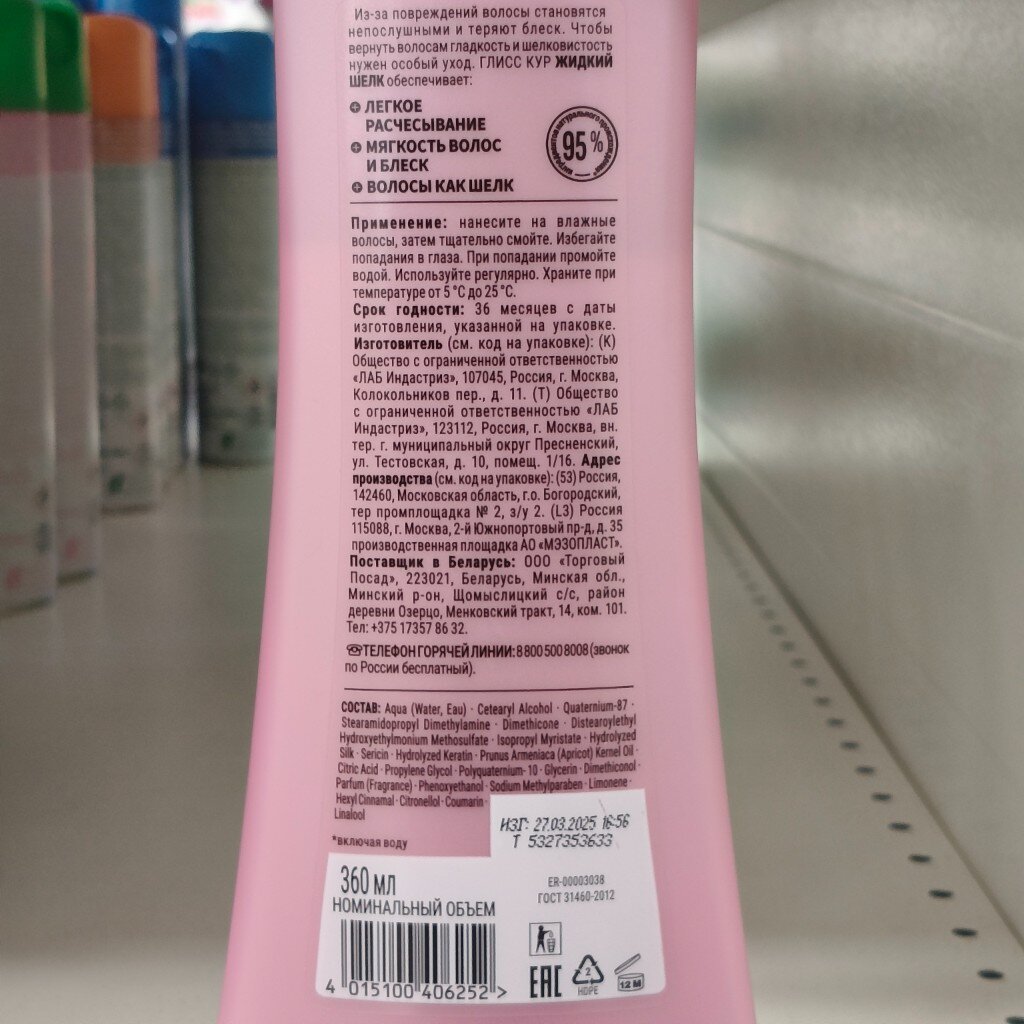 Из-за повреждений волосы становятся
непослушными и теряют блеск. Чтобы
вернуть волосам гладкость и шелковистость
нужен особый уход. ГЛИСС КУР ЖИДКИЙ
ШЕЛК обеспечивает:
ЛЕГКОЕ
РАСЧЕСЫВАНИЕ
МЯГКОСТЬ ВОЛОС
И БЛЕСК
ВОЛОСЫ КАК ШЕЛК
95 %
ингредиентов натурального происхождения*
Применение: нанесите на влажные
волосы, затем тщательно смойте. Избегайте
попадания в глаза. При попадании промойте
водой. Используйте регулярно. Храните при
температуре от 5 °C до 25 °C.
Срок годности: 36 месяцев с даты
изготовления, указанной на упаковке.
Изготовитель (см. код на упаковке): (К)
Общество с ограниченной ответственностью
«ЛАБ Индастриз», 107045, Россия, г. Москва,
Колокольников пер., д. 11. (Т) Общество
с ограниченной ответственностью «ЛАБ
Индастриз», 123112, Россия, г. Москва, вн.
тер. г. муниципальный округ Пресненский,
ул. Тестовская, д. 10, помещ. 1/16. Адрес
производства (см. код на упаковке): (53) Россия,
142460, Московская область, г.о. Богородский,
тер промплощадка № 2, з/у 2. (L3) Россия
115088, г. Москва, 2-й Южнопортовый пр-д, д. 35
производственная площадка АО «МЭЗОПЛАСТ».
Поставщик в Беларусь: ООО «Торговый
Посад», 223021, Беларусь, Минская обл.,
Минский р-он, Щомыслицкий с/с, район
деревни Озерцо, Менковский тракт, 14, ком. 101.
Тел: +375 17357 86 32.
☎ТЕЛЕФОН ГОРЯЧЕЙ ЛИНИИ: 8 800 500 8008 (звонок
по России бесплатный).
СОСТАВ: Aqua (Water, Eau) · Cetearyl Alcohol · Quaternium-87 ·
Stearamidopropyl Dimethylamine · Dimethicone · Distearoylethyl
Hydroxyethylmonium Methosulfate · Isopropyl Myristate · Hydrolyzed
Silk · Sericin · Hydrolyzed Keratin · Prunus Armeniaca (Apricot) Kernel Oil ·
Citric Acid · Propylene Glycol · Polyquaternium-10 · Glycerin · Dimethiconol ·
Parfum (Fragrance) · Phenoxyethanol · Sodium Methylparaben · Limonene ·
Hexyl Cinnamal · Citronellol · Coumarin ·
Linalool
*включая воду
ИЗГ: 27.03.2025 16:56
Т 5327353633
360 МЛ
НОМИНАЛЬНЫЙ ОБЪЕМ
ER-00003038
ГОСТ 31460-2012
4 015100 406252 >
EAC
2
HDPE
12 M